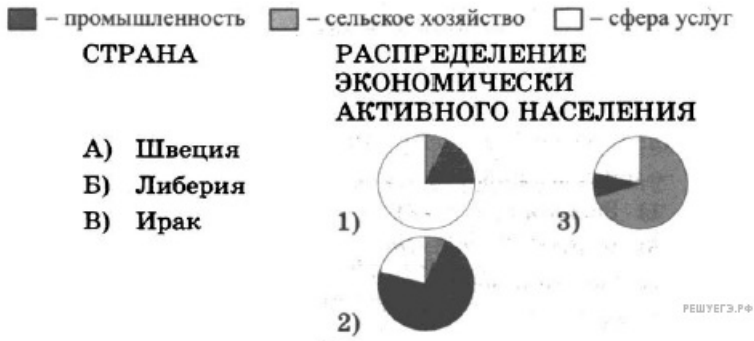 – промышленность – сельское хозяйство – сфера услуг
СТРАНА
РАСПРЕДЕЛЕНИЕ
ЭКОНОМИЧЕСКИ
АКТИВНОГО НАСЕЛЕНИЯ
А) Швеция
Б) Либерия
В) Ирак
1)
3)
2)
РЕШУЕГЭ.РФ